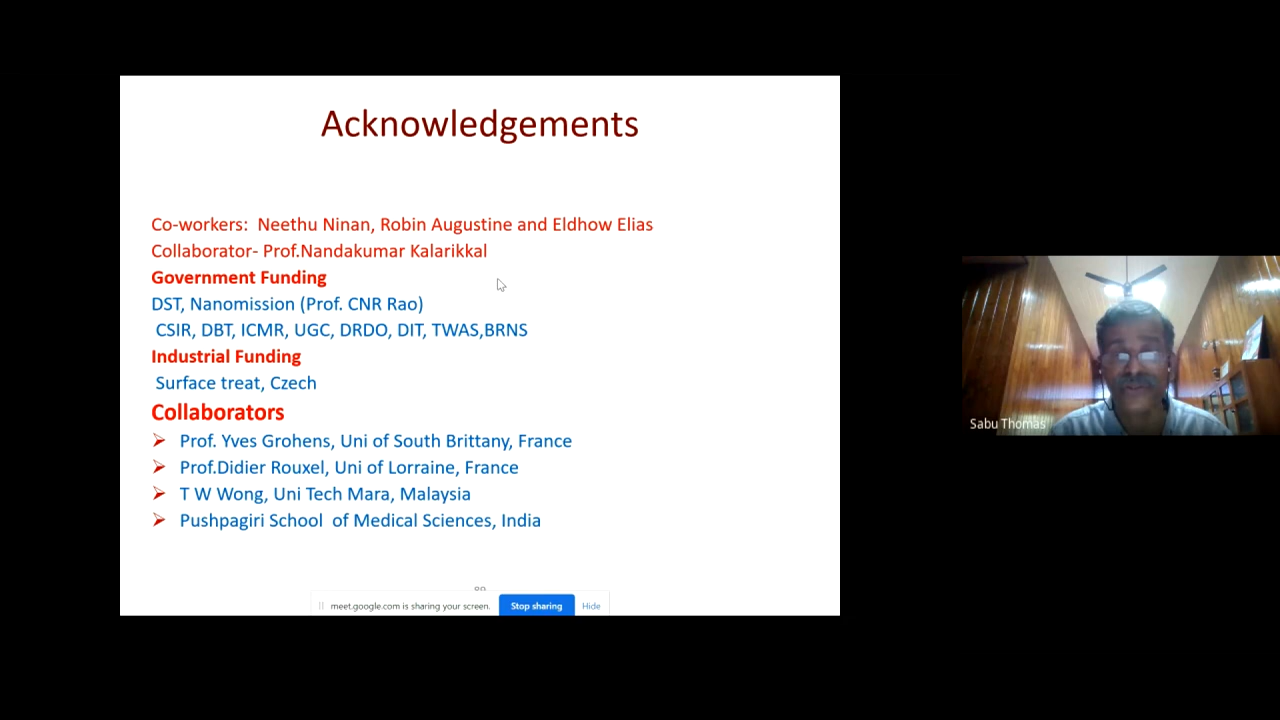 Acknowledgements
Co-workers:  Neethu Ninan, Robin Augustine and Eldhow Elias
Collaborator- Prof.Nandakumar Kalarikkal
Government Funding
DST, Nanomission (Prof. CNR Rao)
CSIR, DBT, ICMR, UGC, DRDO, DIT, TWAS,BRNS
Industrial Funding
Surface treat, Czech
Collaborators
Prof. Yves Grohens, Uni of South Brittany, France
Prof.Didier Rouxel, Uni of Lorraine, France
T W Wong, Uni Tech Mara, Malaysia
Pushpagiri School  of Medical Sciences, India
meet.google.com is sharing your screen. Stop sharing Hide
Sabu Thomas